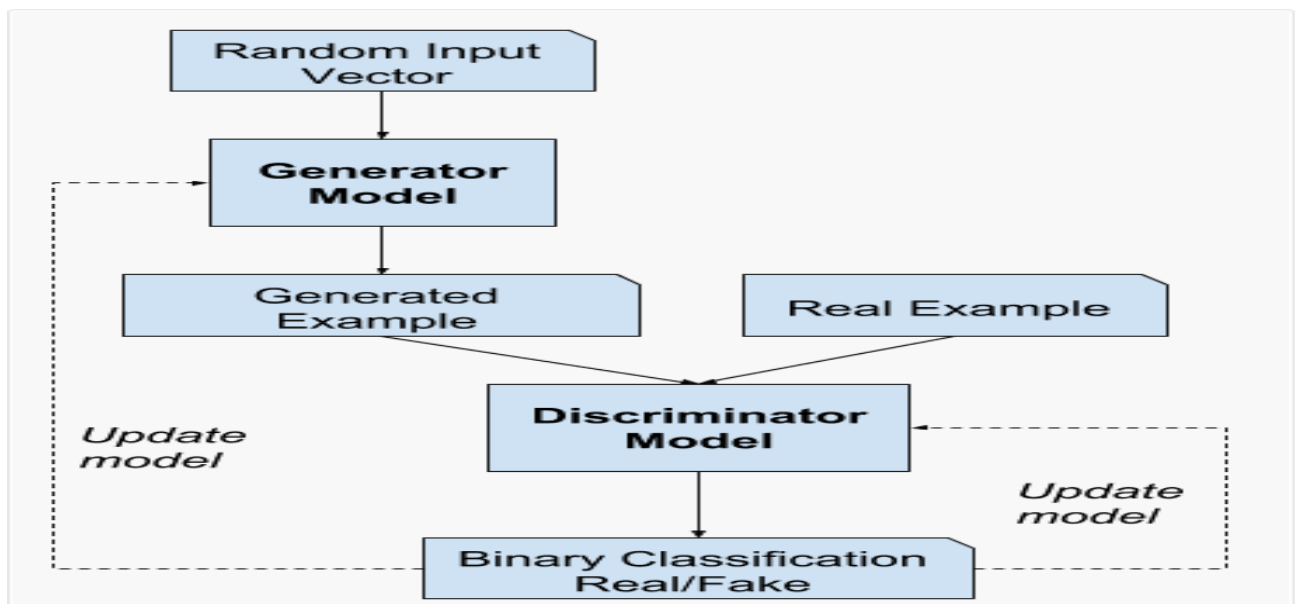 Random Input
Vector
Generator
Model
Generated
Example
Real Example
Discriminator
Model
Update
model
Update
model
Binary Classification
Real/Fake